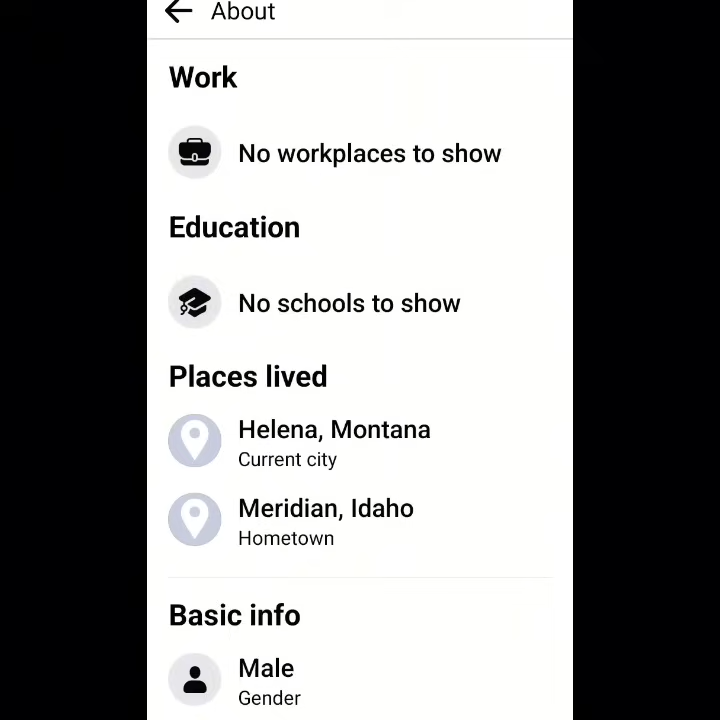 About
Work
No workplaces to show
Education
No schools to show
Places lived
Helena, Montana
Current city
Meridian, Idaho
Hometown
Basic info
Male
Gender